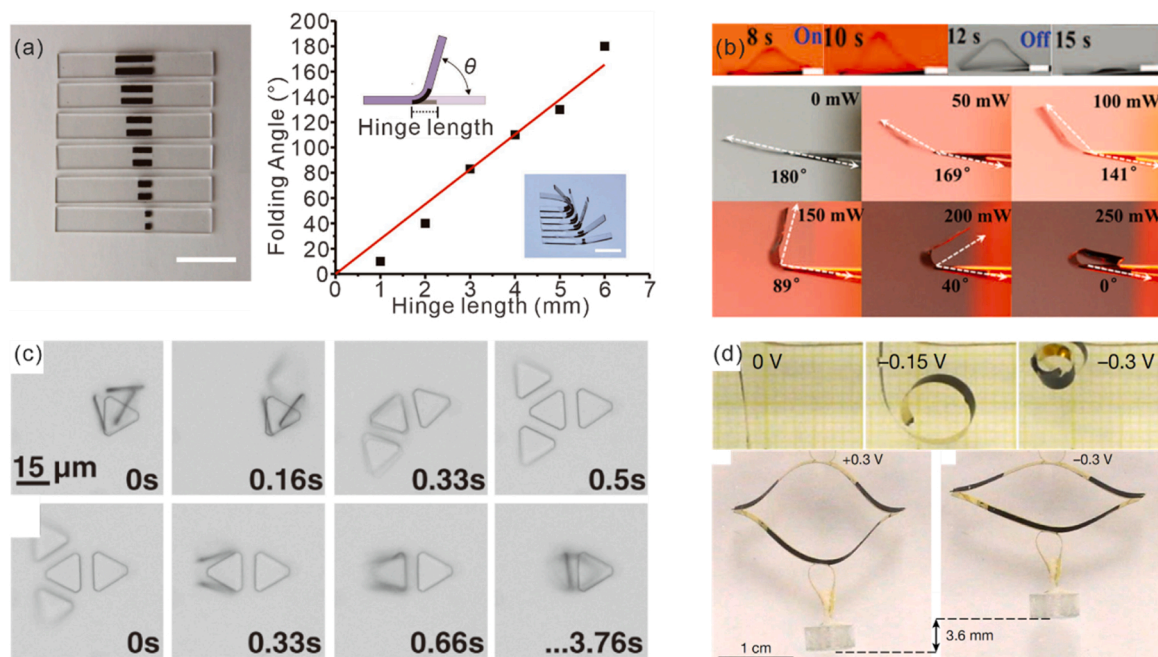 (a)
200
180
160
140
120
100
80
60
40
20
0
Folding Angle (°)
θ
Hinge length
0 1 2 3 4 5 6 7
Hinge length (mm)
(b)
8 s On 10 s 12 s Off 15 s
0 mW 50 mW 100 mW
180° 169° 141°
150 mW 200 mW 250 mW
89° 40° 0°
(c)
15 µm 0s 0.16s 0.33s 0.5s
0s 0.33s 0.66s ...3.76s
(d)
0 V −0.15 V −0.3 V
+0.3 V −0.3 V
3.6 mm
1 cm